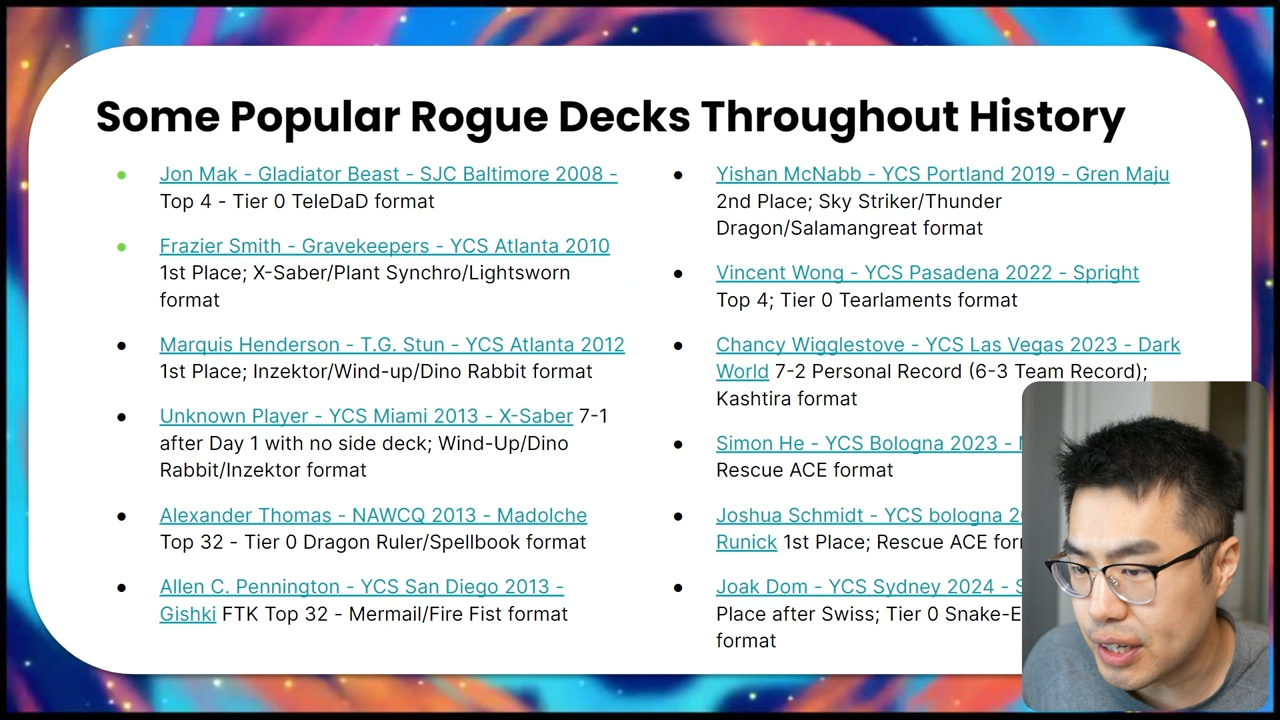 Some Popular Rogue Decks Throughout History
Jon Mak - Gladiator Beast - SJC Baltimore 2008 -
Top 4 - Tier 0 TeleDaD format
Frazier Smith - Gravekeepers - YCS Atlanta 2010
1st Place; X-Saber/Plant Synchro/Lightsworn
format
Marquis Henderson - T.G. Stun - YCS Atlanta 2012
1st Place; Inzektor/Wind-up/Dino Rabbit format
Unknown Player - YCS Miami 2013 - X-Saber 7-1
after Day 1 with no side deck; Wind-Up/Dino
Rabbit/Inzektor format
Alexander Thomas - NAWCQ 2013 - Madolche
Top 32 - Tier 0 Dragon Ruler/Spellbook format
Allen C. Pennington - YCS San Diego 2013 -
Gishki FTK Top 32 - Mermail/Fire Fist format
Yishan McNabb - YCS Portland 2019 - Gren Maju
2nd Place; Sky Striker/Thunder
Dragon/Salamangreat format
Vincent Wong - YCS Pasadena 2022 - Spright
Top 4; Tier 0 Tearlaments format
Chancy Wigglestove - YCS Las Vegas 2023 - Dark
World 7-2 Personal Record (6-3 Team Record);
Kashtira format
Simon He - YCS Bologna 2023 -
Rescue ACE format
Joshua Schmidt - YCS bologna
Runick 1st Place; Rescue ACE
Joak Dom - YCS Sydney 2024 -
Place after Swiss; Tier 0
format